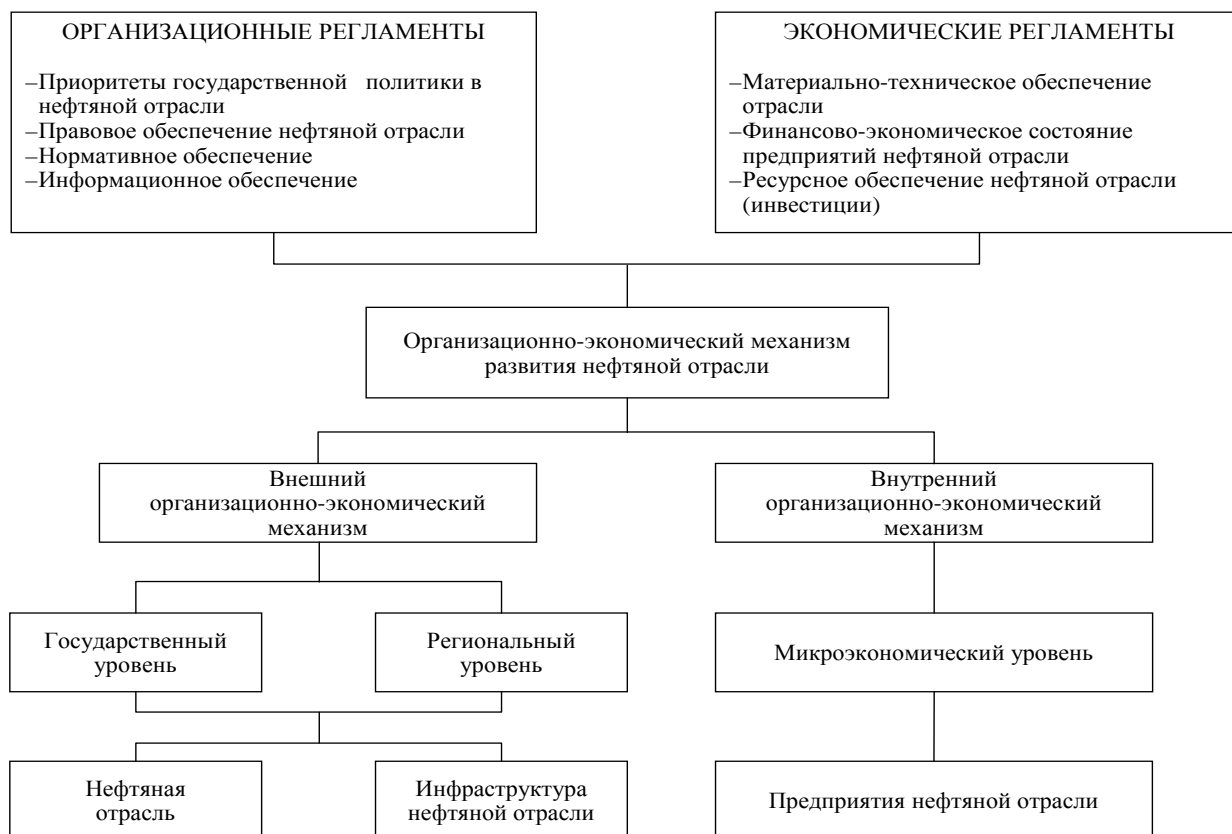 ОРГАНИЗАЦИОННЫЕ РЕГЛАМЕНТЫ
–Приоритеты государственной политики в
нефтяной отрасли
–Правовое обеспечение нефтяной отрасли
–Нормативное обеспечение
–Информационное обеспечение
ЭКОНОМИЧЕСКИЕ РЕГЛАМЕНТЫ
–Материально-техническое обеспечение
отрасли
–Финансово-экономическое состояние
предприятий нефтяной отрасли
–Ресурсное обеспечение нефтяной отрасли
(инвестиции)
Организационно-экономический механизм
развития нефтяной отрасли
Внешний
организационно-экономический
механизм
Внутренний
организационно-экономический
механизм
Государственный
уровень
Региональный
уровень
Микроэкономический уровень
Нефтяная
отрасль
Инфраструктура
нефтяной отрасли
Предприятия нефтяной отрасли